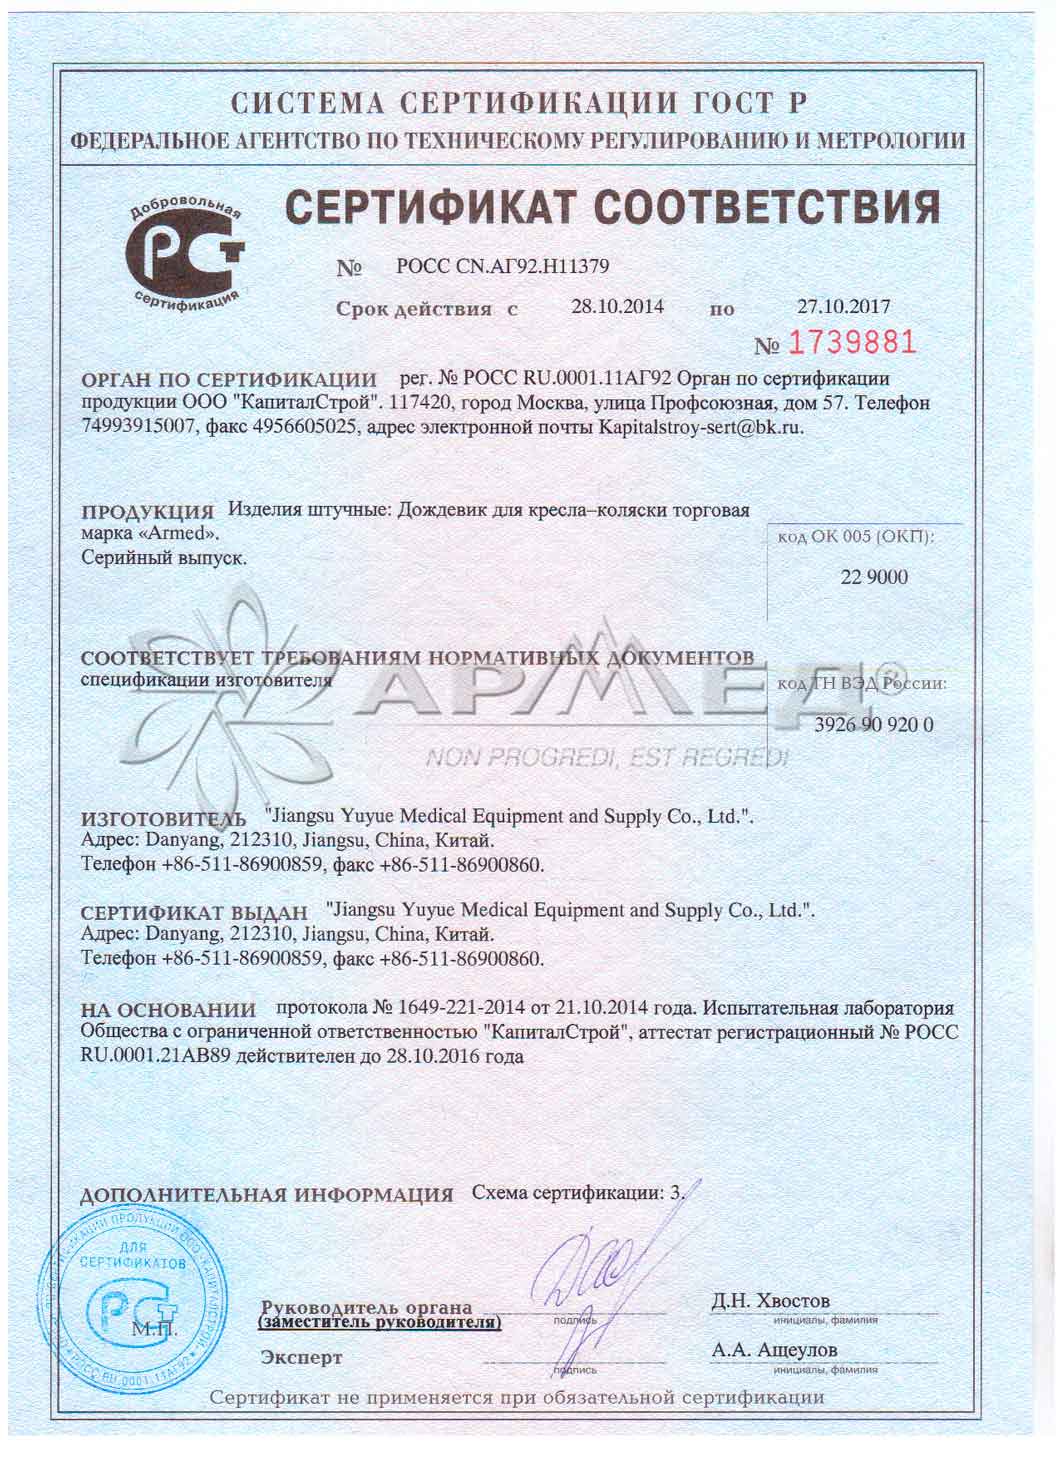 СИСТЕМА СЕРТИФИКАЦИИ ГОСТ Р
ФЕДЕРАЛЬНОЕ АГЕНТСТВО ПО ТЕХНИЧЕСКОМУ РЕГУЛИРОВАНИЮ И МЕТРОЛОГИИ
Добровольная
РСТ
сертификация
СЕРТИФИКАТ СООТВЕТСТВИЯ
№ РОСС CN.АГ92.Н11379
Срок действия с 28.10.2014 по 27.10.2017
№ 1739881
ОРГАН ПО СЕРТИФИКАЦИИ рег. № РОСС RU.0001.11АГ92 Орган по сертификации
продукции ООО "КапиталСтрой". 117420, город Москва, улица Профсоюзная, дом 57. Телефон
74993915007, факс 4956605025, адрес электронной почты Kapitalstroy-sert@bk.ru.
ПРОДУКЦИЯ Изделия штучные: Дождевик для кресла–коляски торговая
марка «Armed».
Серийный выпуск.
код ОК 005 (ОКП):
22 9000
СООТВЕТСТВУЕТ ТРЕБОВАНИЯМ НОРМАТИВНЫХ ДОКУМЕНТОВ
спецификации изготовителя
код ТН ВЭД России:
3926 90 920 0
АРМЕД®
NON PROGREDI, EST REGREDI
ИЗГОТОВИТЕЛЬ "Jiangsu Yuyue Medical Equipment and Supply Co., Ltd.".
Адрес: Danyang, 212310, Jiangsu, China, Китай.
Телефон +86-511-86900859, факс +86-511-86900860.
СЕРТИФИКАТ ВЫДАН "Jiangsu Yuyue Medical Equipment and Supply Co., Ltd.".
Адрес: Danyang, 212310, Jiangsu, China, Китай.
Телефон +86-511-86900859, факс +86-511-86900860.
НА ОСНОВАНИИ протокола № 1649-221-2014 от 21.10.2014 года. Испытательная лаборатория
Общества с ограниченной ответственностью "КапиталСтрой", аттестат регистрационный № РОСС
RU.0001.21АВ89 действителен до 28.10.2016 года
ДОПОЛНИТЕЛЬНАЯ ИНФОРМАЦИЯ Схема сертификации: 3.
СЕРТИФИКАЦИИ ПРОДУКЦИИ ООО «КАПИТАЛСТРОЙ»
РОСС RU.0001.11АГ92
ДЛЯ
СЕРТИФИКАТОВ
РСТ
М.П.
Руководитель органа
(заместитель руководителя)
подпись
Д.Н. Хвостов
инициалы, фамилия
Эксперт
подпись
А.А. Ащеулов
инициалы, фамилия
Сертификат не применяется при обязательной сертификации